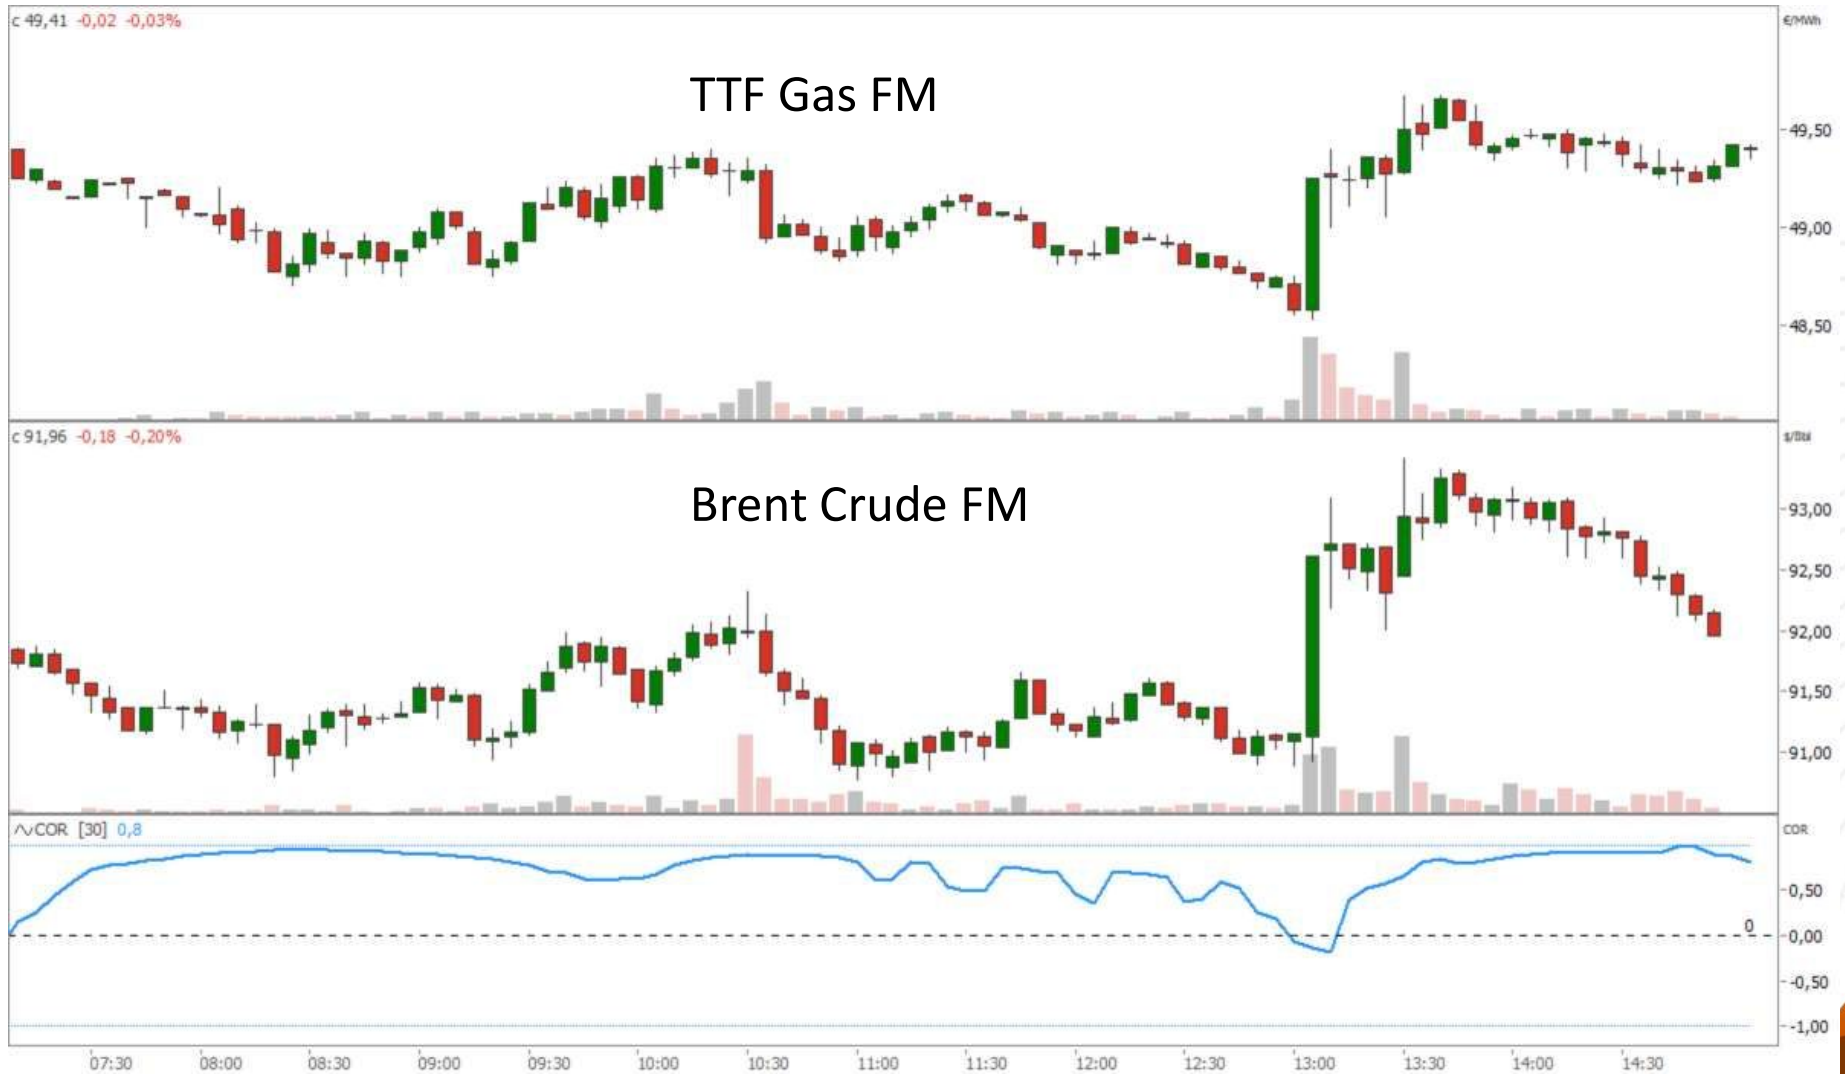 c 49,41 -0,02 -0,03%
€/MWh
TTF Gas FM
49,50
49,00
48,50
c 91,96 -0,18 -0,20%
$/Bbl
Brent Crude FM
93,00
92,50
92,00
91,50
91,00
COR [30] 0,8
COR
0,50
0
0,00
-0,50
-1,00
07:30 08:00 08:30 09:00 09:30 10:00 10:30 11:00 11:30 12:00 12:30 13:00 13:30 14:00 14:30